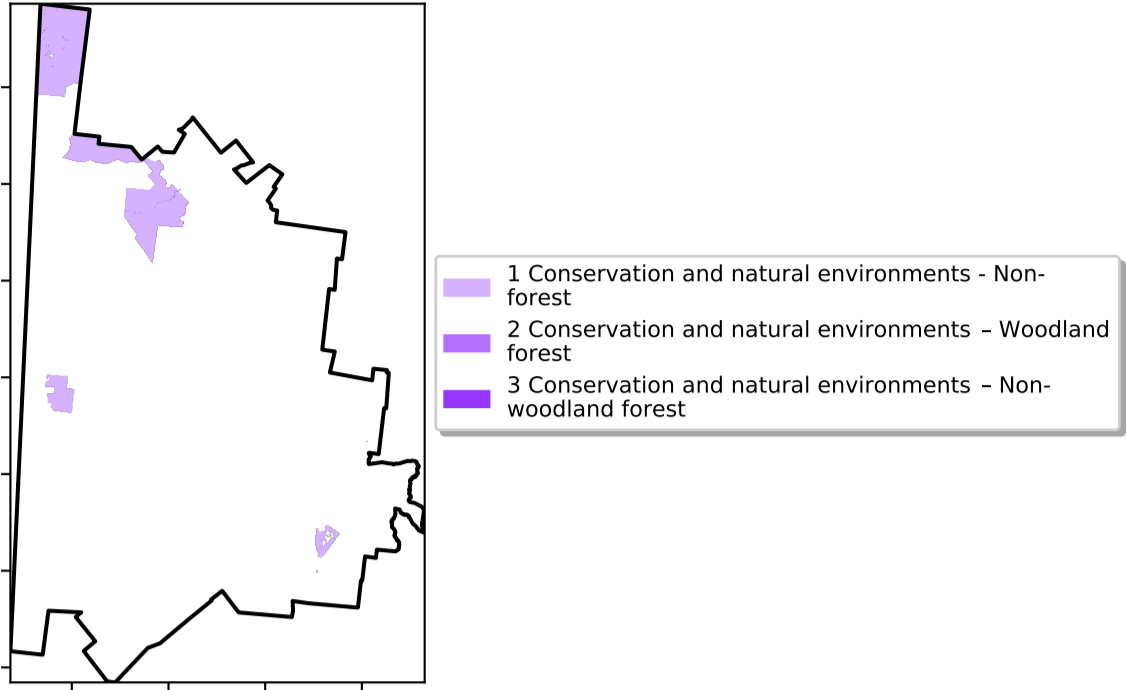 1 Conservation and natural environments - Non-
forest
2 Conservation and natural environments – Woodland
forest
3 Conservation and natural environments – Non-
woodland forest